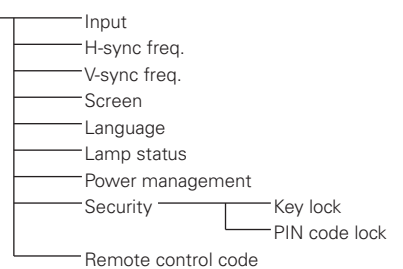 Input
H-sync freq.
V-sync freq.
Screen
Language
Lamp status
Power management
Security Key lock
PIN code lock
Remote control code